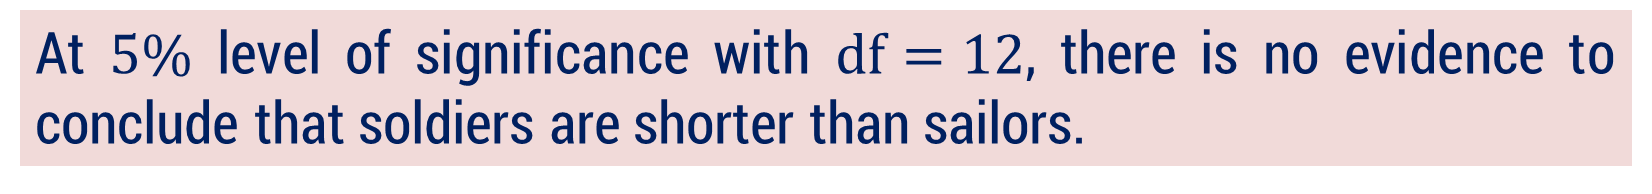 At 5% level of significance with df = 12, there is no evidence to
conclude that soldiers are shorter than sailors.